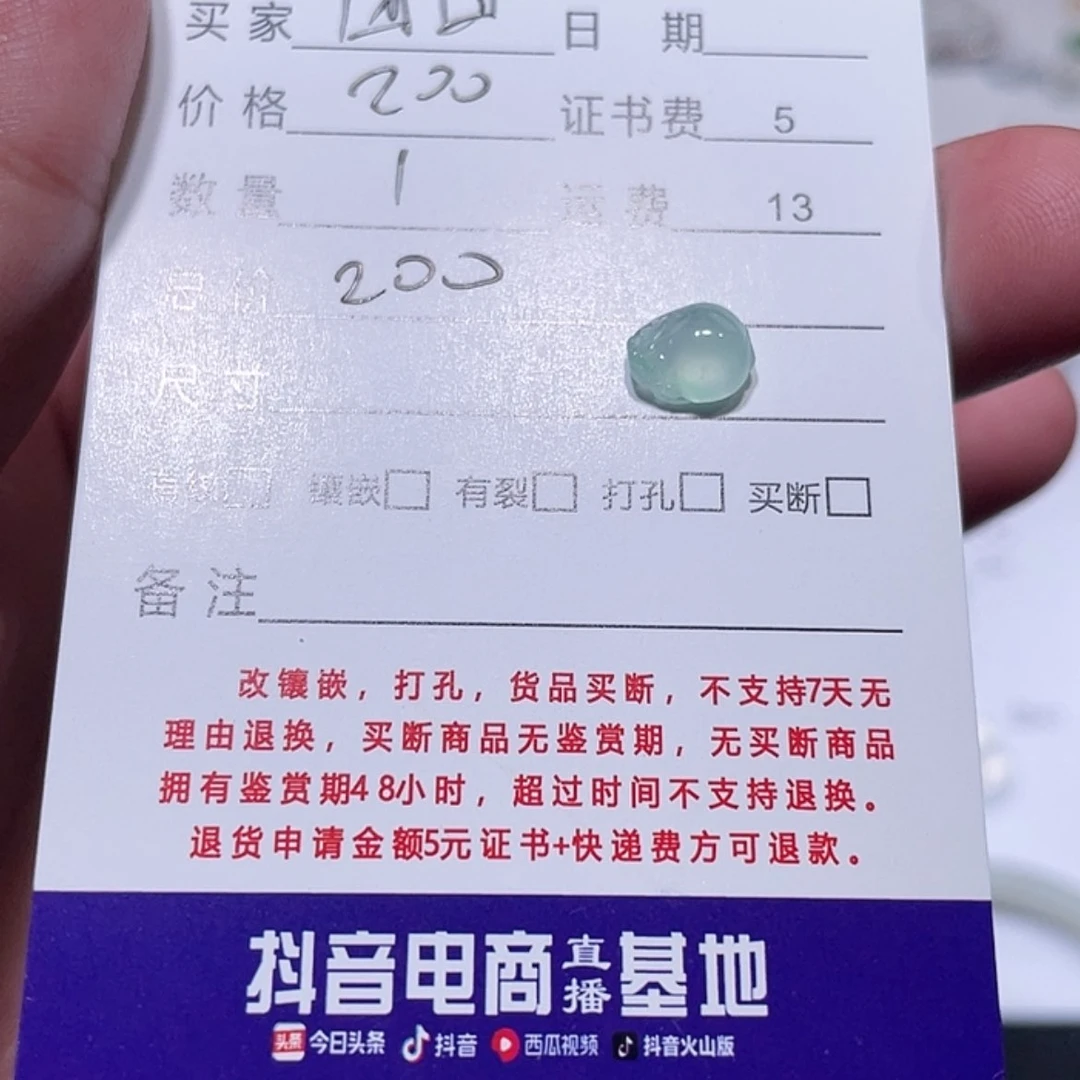 买家 日期
价格 200 证书费 5
数量 1 运费 13
总价 200
尺寸
有纹 镶嵌 有裂 打孔 买断
备注
改镶嵌，打孔，货品买断，不支持7天无
理由退换，买断商品无鉴赏期，无买断商品
拥有鉴赏期48小时，超过时间不支持退换。
退货申请金额5元证书+快递费方可退款。
抖音电商直播基地
头条 今日头条 抖音 西瓜视频 抖音火山版